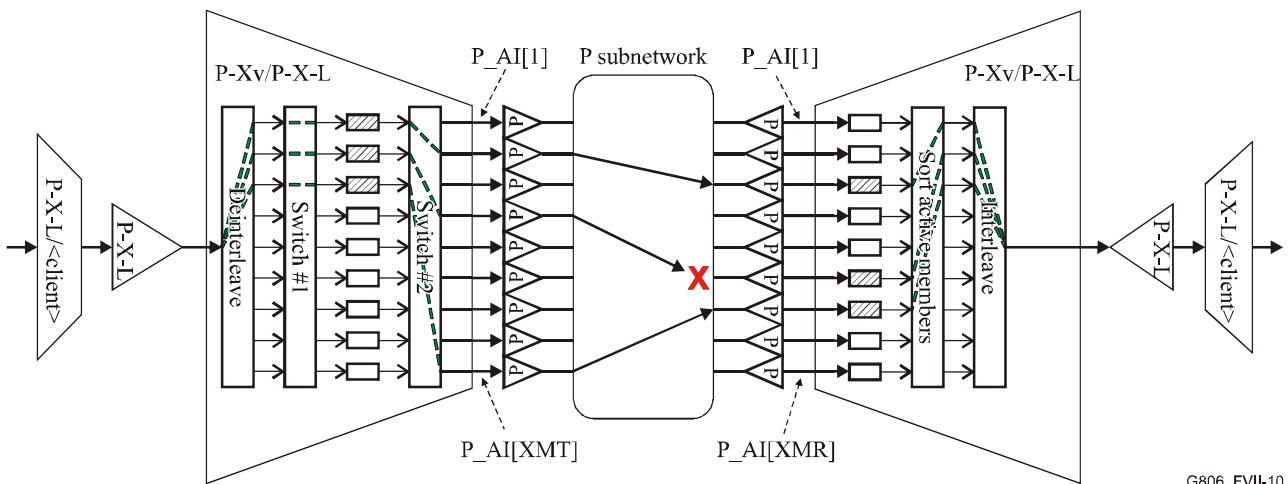 P_AI[1]
P subnetwork
P_AI[1]
P-Xv/P-X-L
P-Xv/P-X-L
P-X-L/<client>
P-X-L
Deinterleave
Switch #1
Switch #2
P
P
P
P
P
P
P
P
P
X
P
P
P
P
P
P
P
P
P
Sort active members
Interleave
P-X-L
P-X-L/<client>
P_AI[XMT]
P_AI[XMR]
G806_FVII-10